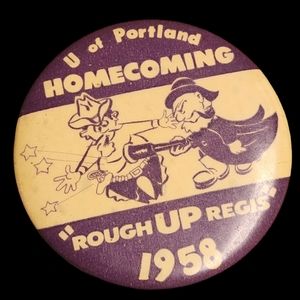 U of Portland
HOMECOMING
"ROUGH UP REGIS"
1958